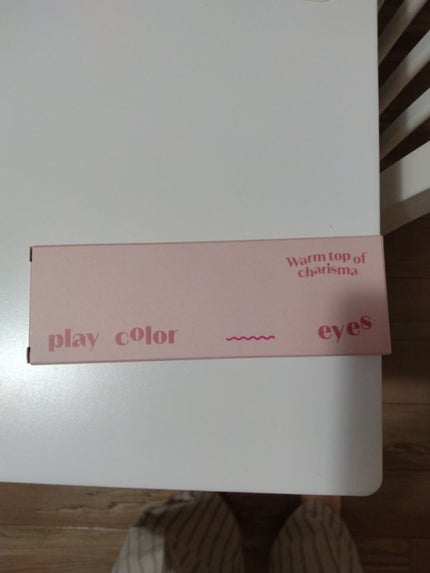 Warm top of
charisma
play color eyes